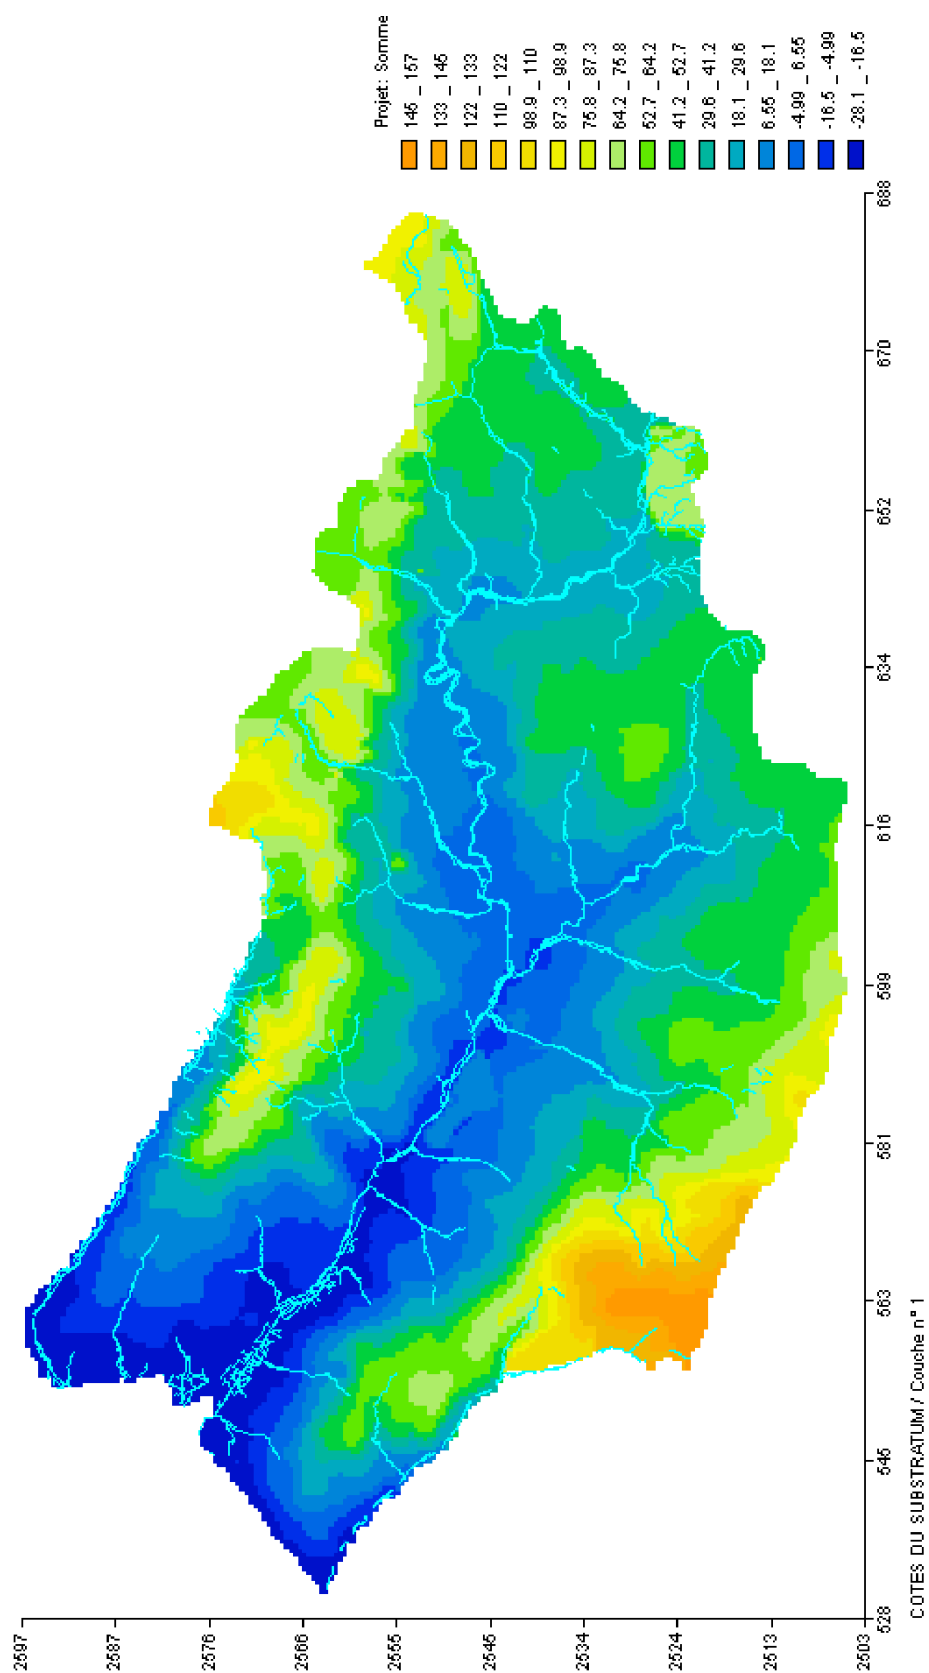 Projet: Somme
145 _ 157
133 _ 145
122 _ 133
110 _ 122
98.9 _ 110
87.3 _ 98.9
75.8 _ 87.3
64.2 _ 75.8
52.7 _ 64.2
41.2 _ 52.7
29.6 _ 41.2
18.1 _ 29.6
6.55 _ 18.1
-4.99 _ 6.55
-16.5 _ -4.99
-28.1 _ -16.5
2597
2587
2576
2566
2555
2545
2534
2524
2513
2503
528
546
563
581
599
616
634
652
670
688
COTES DU SUBSTRATUM / Couche n° 1